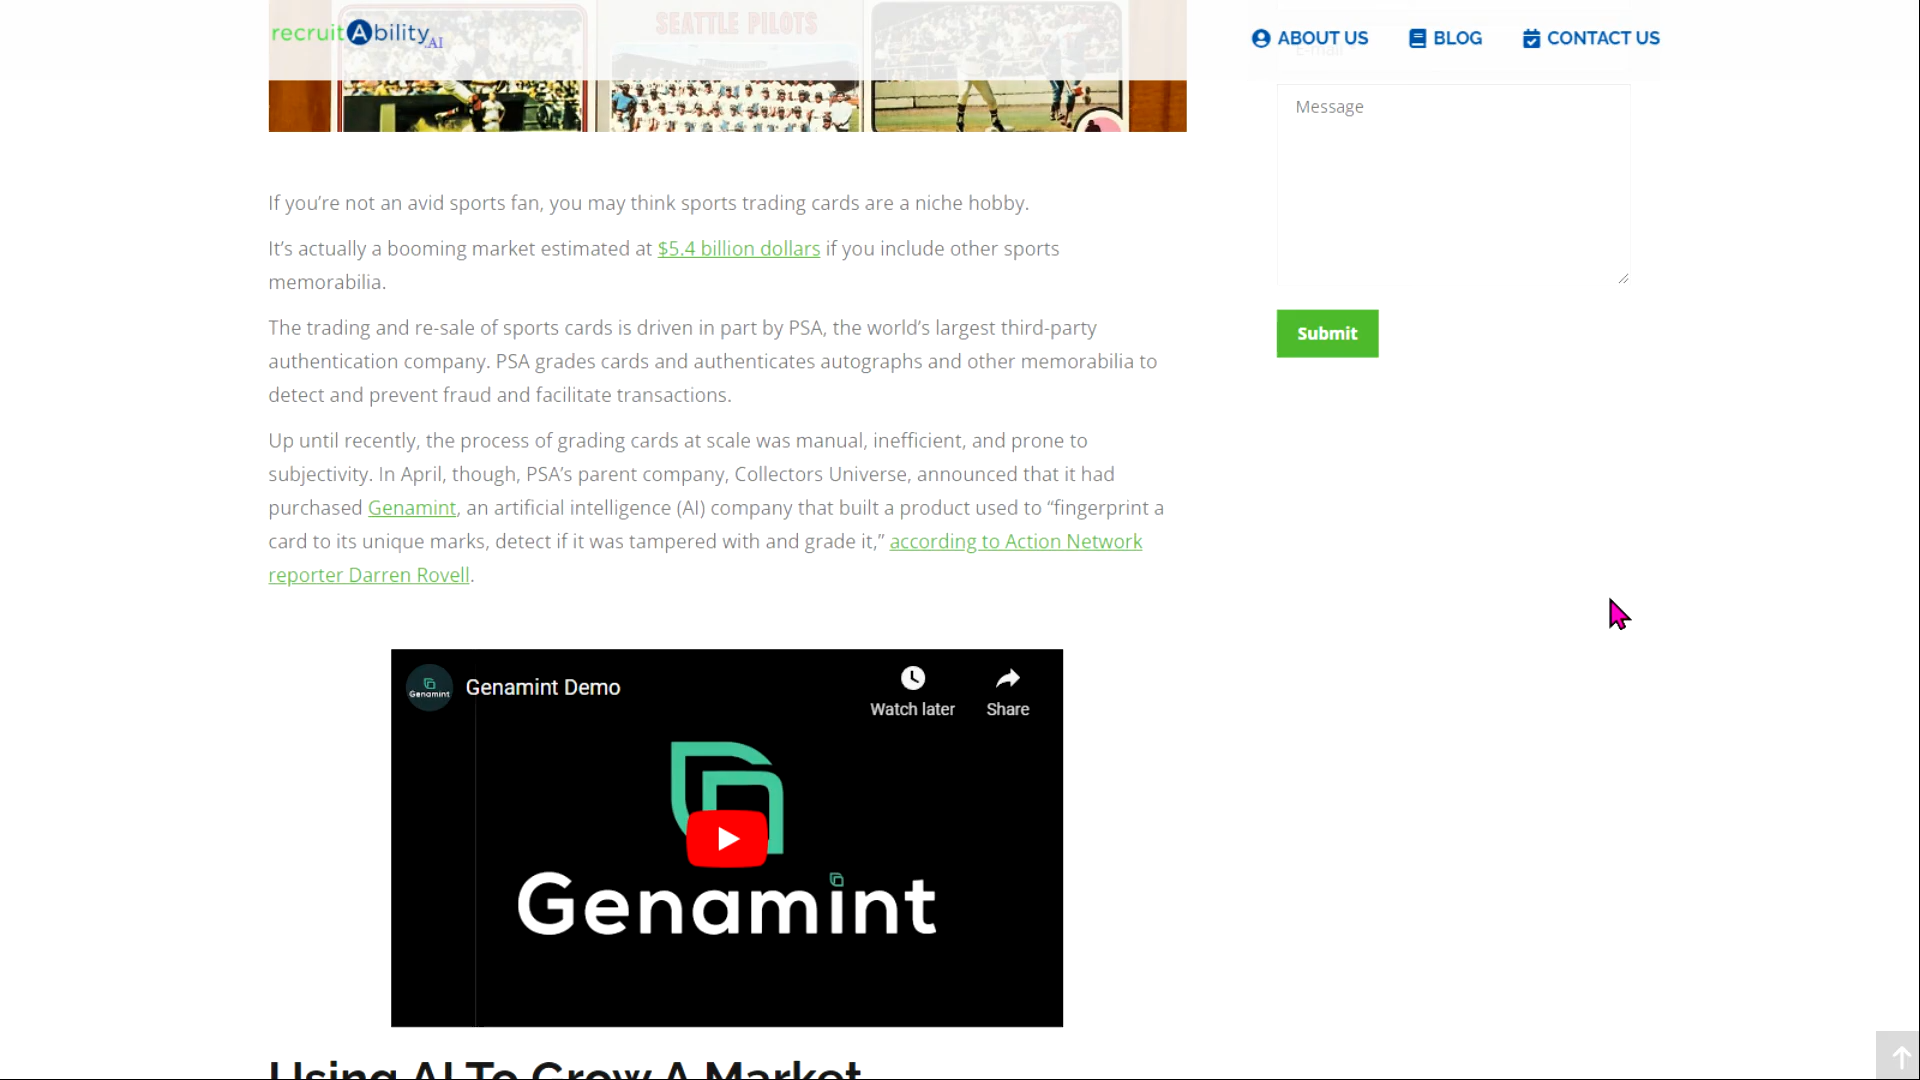 SEATTLE PILOTS
recruitAbility.AI
ABOUT US
BLOG
CONTACT US
E-mail
Message
If you’re not an avid sports fan, you may think sports trading cards are a niche hobby.
It’s actually a booming market estimated at $5.4 billion dollars if you include other sports
memorabilia.
Submit
The trading and re-sale of sports cards is driven in part by PSA, the world’s largest third-party
authentication company. PSA grades cards and authenticates autographs and other memorabilia to
detect and prevent fraud and facilitate transactions.
Up until recently, the process of grading cards at scale was manual, inefficient, and prone to
subjectivity. In April, though, PSA’s parent company, Collectors Universe, announced that it had
purchased Genamint, an artificial intelligence (AI) company that built a product used to “fingerprint a
card to its unique marks, detect if it was tampered with and grade it,” according to Action Network
reporter Darren Rovell.
Genamint
Genamint Demo
Watch later
Share
Genamint
Using AI To Grow A Market